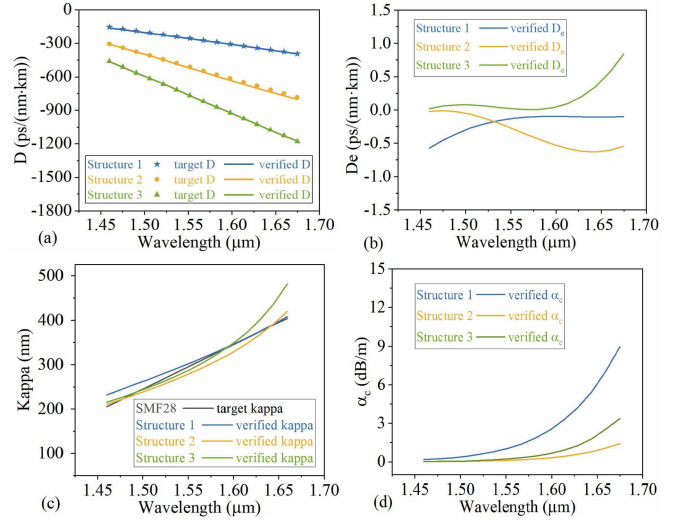 0
-300
-600
-900
-1200
-1500
-1800
D (ps/(nm·km))
Structure 1 target D verified D
Structure 2 target D verified D
Structure 3 target D verified D
(a)
1.45 1.50 1.55 1.60 1.65 1.70
Wavelength (μm)
1.5
1.0
0.5
0.0
-0.5
-1.0
-1.5
De (ps/(nm·km))
Structure 1 verified De
Structure 2 verified De
Structure 3 verified De
(b)
1.45 1.50 1.55 1.60 1.65 1.70
Wavelength (μm)
500
400
300
200
100
Kappa (nm)
SMF28 target kappa
Structure 1 verified kappa
Structure 2 verified kappa
Structure 3 verified kappa
(c)
1.45 1.50 1.55 1.60 1.65 1.70
Wavelength (μm)
15
12
9
6
3
0
αc (dB/m)
Structure 1 verified αc
Structure 2 verified αc
Structure 3 verified αc
(d)
1.45 1.50 1.55 1.60 1.65 1.70
Wavelength (μm)